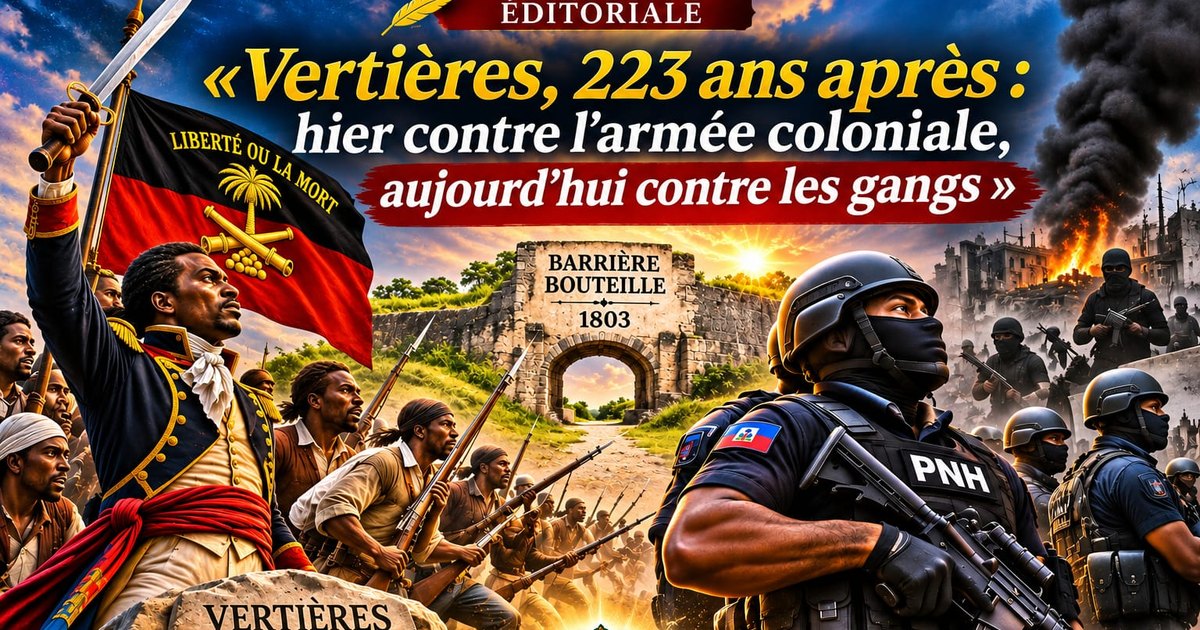 ÉDITORIALE
« Vertières, 223 ans après :
hier contre l'armée coloniale,
aujourd'hui contre les gangs »
LIBERTÉ OU LA MORT
BARRIÈRE
BOUTEILLE
1803
PNH
VERTIÈRES